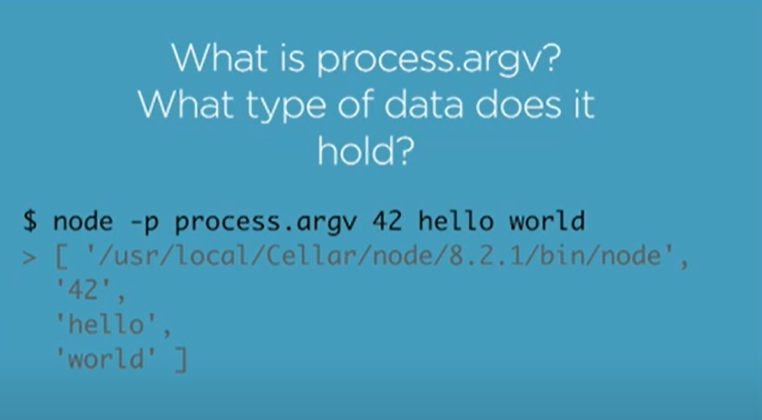 What is process.argv?
What type of data does it
hold?
$ node -p process.argv 42 hello world
> [ '/usr/local/Cellar/node/8.2.1/bin/node',
'42',
'hello',
'world' ]